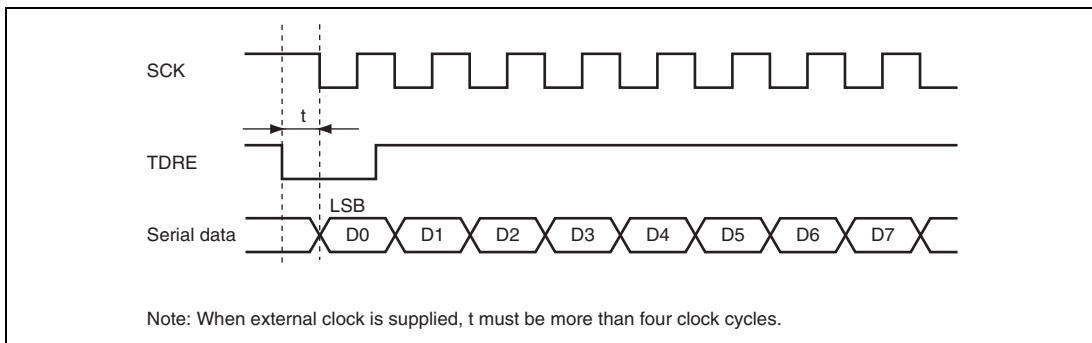 SCK
t
TDRE
LSB
Serial data D0 D1 D2 D3 D4 D5 D6 D7
Note: When external clock is supplied, t must be more than four clock cycles.